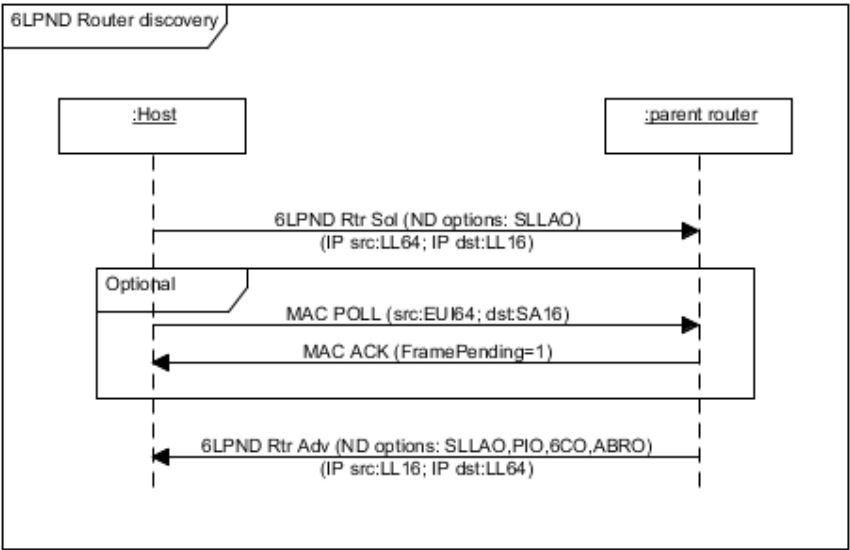 6LPND Router discovery
:Host
:parent router
6LPND Rtr Sol (ND options: SLLAO)
(IP src:LL64; IP dst:LL16)
Optional
MAC POLL (src:EUI64; dst:SA16)
MAC ACK (FramePending=1)
6LPND Rtr Adv (ND options: SLLAO,PIO,6CO,ABRO)
(IP src:LL16; IP dst:LL64)